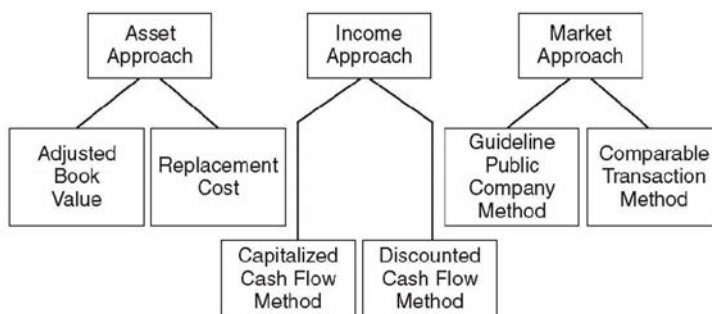 Asset
Approach
Income
Approach
Market
Approach
Adjusted
Book
Value
Replacement
Cost
Guideline
Public
Company
Method
Comparable
Transaction
Method
Capitalized
Cash Flow
Method
Discounted
Cash Flow
Method